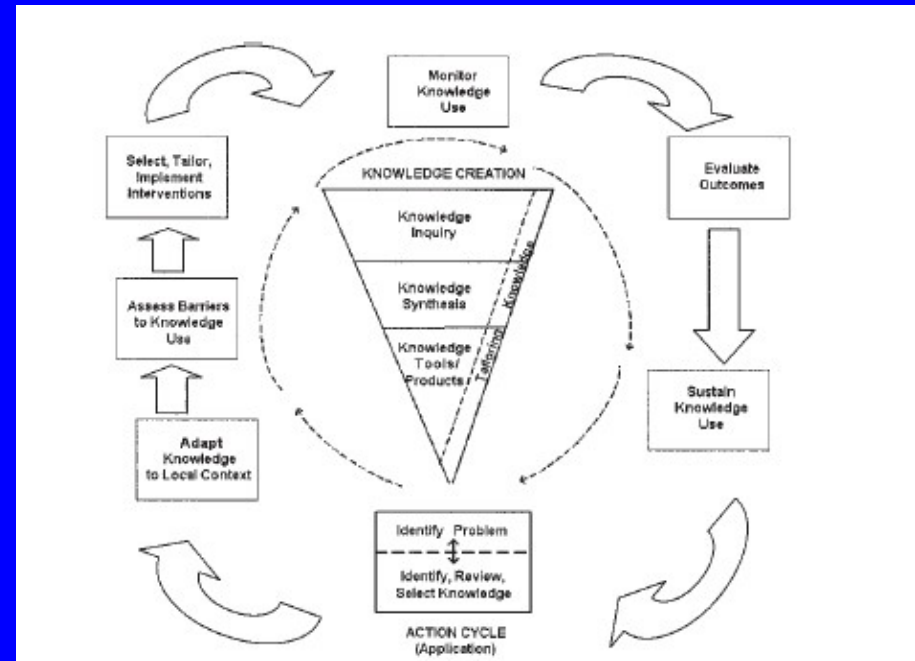 Monitor
Knowledge
Use
Select, Tailor,
Implement
Interventions
Evaluate
Outcomes
KNOWLEDGE CREATION
Knowledge
Inquiry
Knowledge
Synthesis
Knowledge
Tools/
Products
Tailoring Knowledge
Assess Barriers
to Knowledge
Use
Sustain
Knowledge
Use
Adapt
Knowledge
to Local Context
Identify Problem
Identify, Review,
Select Knowledge
ACTION CYCLE
(Application)